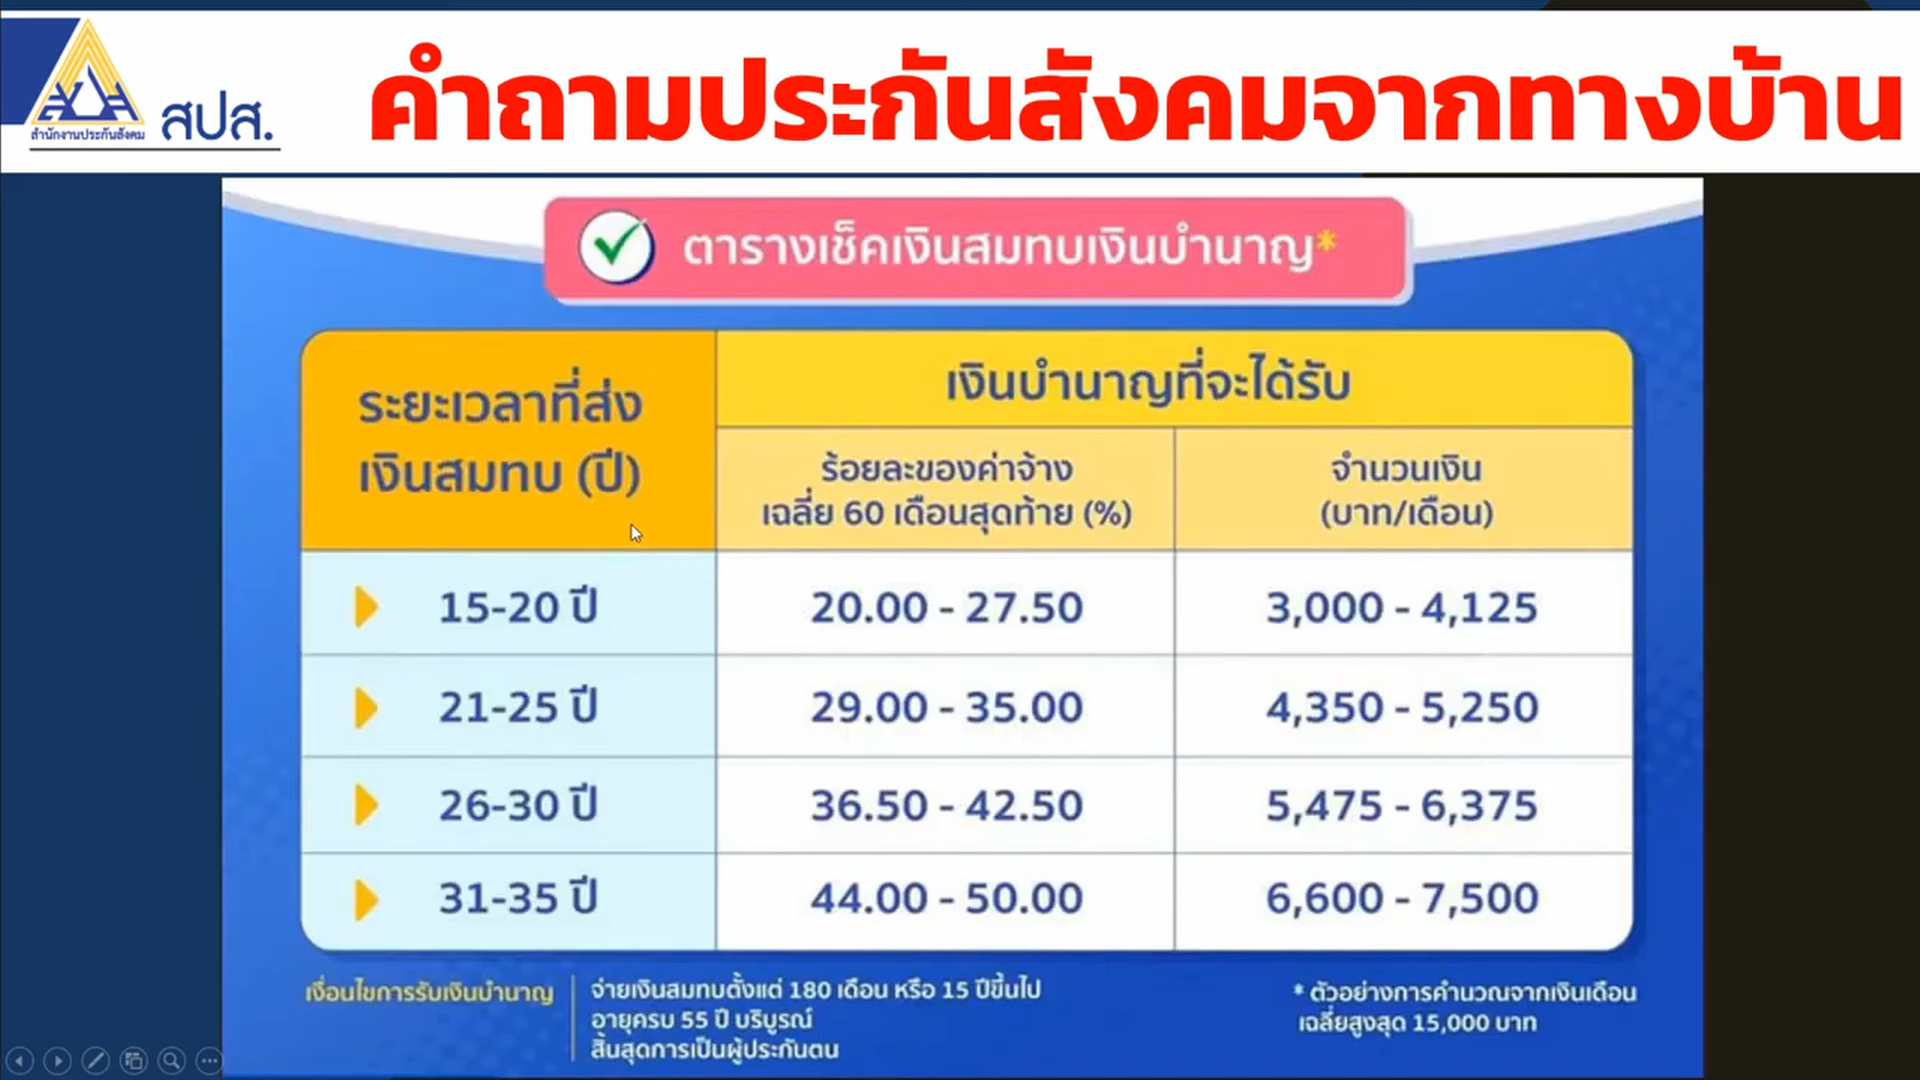 สำนักงานประกันสังคม
สปส.
คำถามประกันสังคมจากทางบ้าน
ตารางเช็คเงินสมทบเงินบำนาญ*
ระยะเวลาที่ส่ง
เงินสมทบ (ปี)
เงินบำนาญที่จะได้รับ
ร้อยละของค่าจ้าง
เฉลี่ย 60 เดือนสุดท้าย (%)
จำนวนเงิน
(บาท/เดือน)
15-20 ปี 20.00 - 27.50 3,000 - 4,125
21-25 ปี 29.00 - 35.00 4,350 - 5,250
26-30 ปี 36.50 - 42.50 5,475 - 6,375
31-35 ปี 44.00 - 50.00 6,600 - 7,500
เงื่อนไขการรับเงินบำนาญ
จ่ายเงินสมทบตั้งแต่ 180 เดือน หรือ 15 ปีขึ้นไป
อายุครบ 55 ปี บริบูรณ์
สิ้นสุดการเป็นผู้ประกันตน
* ตัวอย่างการคำนวณจากเงินเดือน
เฉลี่ยสูงสุด 15,000 บาท